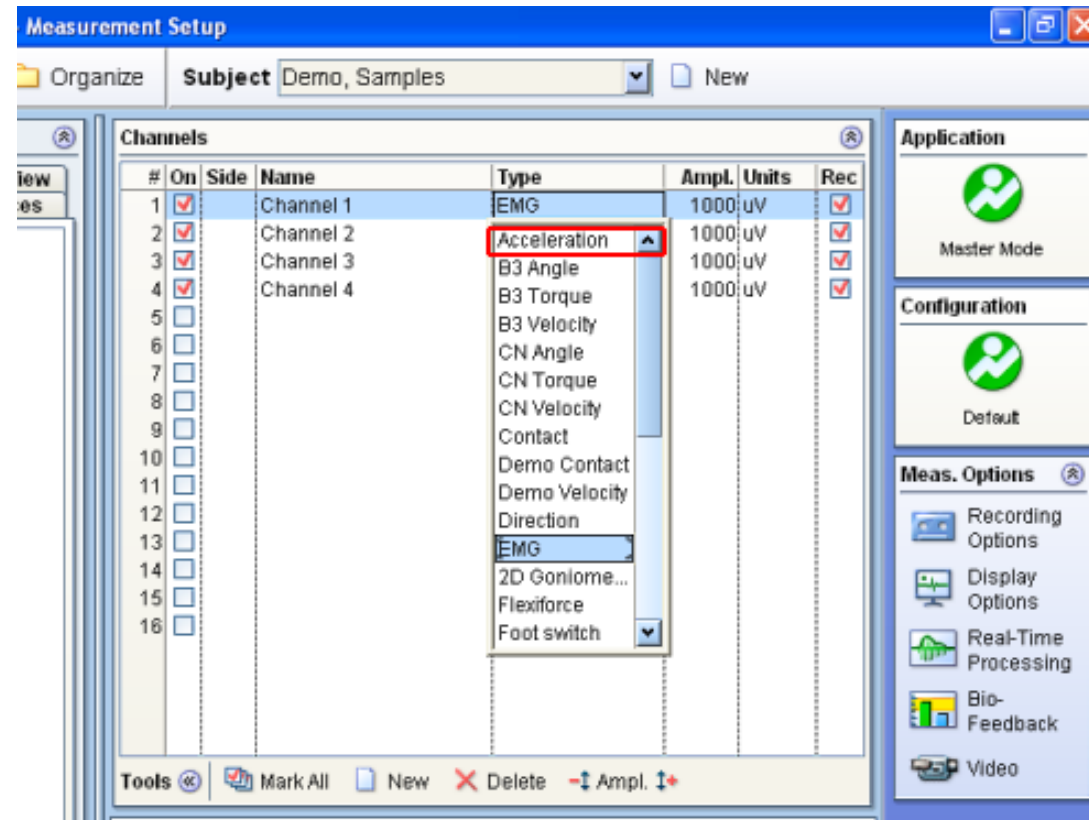 Measurement Setup
Organize Subject Demo, Samples New
Channels
# On Side Name Type Ampl. Units Rec
1 Channel 1 EMG 1000 uV
2 Channel 2 1000 uV
3 Channel 3 1000 uV
4 Channel 4 1000 uV
5
6
7
8
9
10
11
12
13
14
15
16
Acceleration
B3 Angle
B3 Torque
B3 Velocity
CN Angle
CN Torque
CN Velocity
Contact
Demo Contact
Demo Velocity
Direction
EMG
2D Goniome...
Flexiforce
Foot switch
Tools Mark All New Delete Ampl.
Application
Master Mode
Configuration
Default
Meas. Options
Recording
Options
Display
Options
Real-Time
Processing
Bio-
Feedback
Video